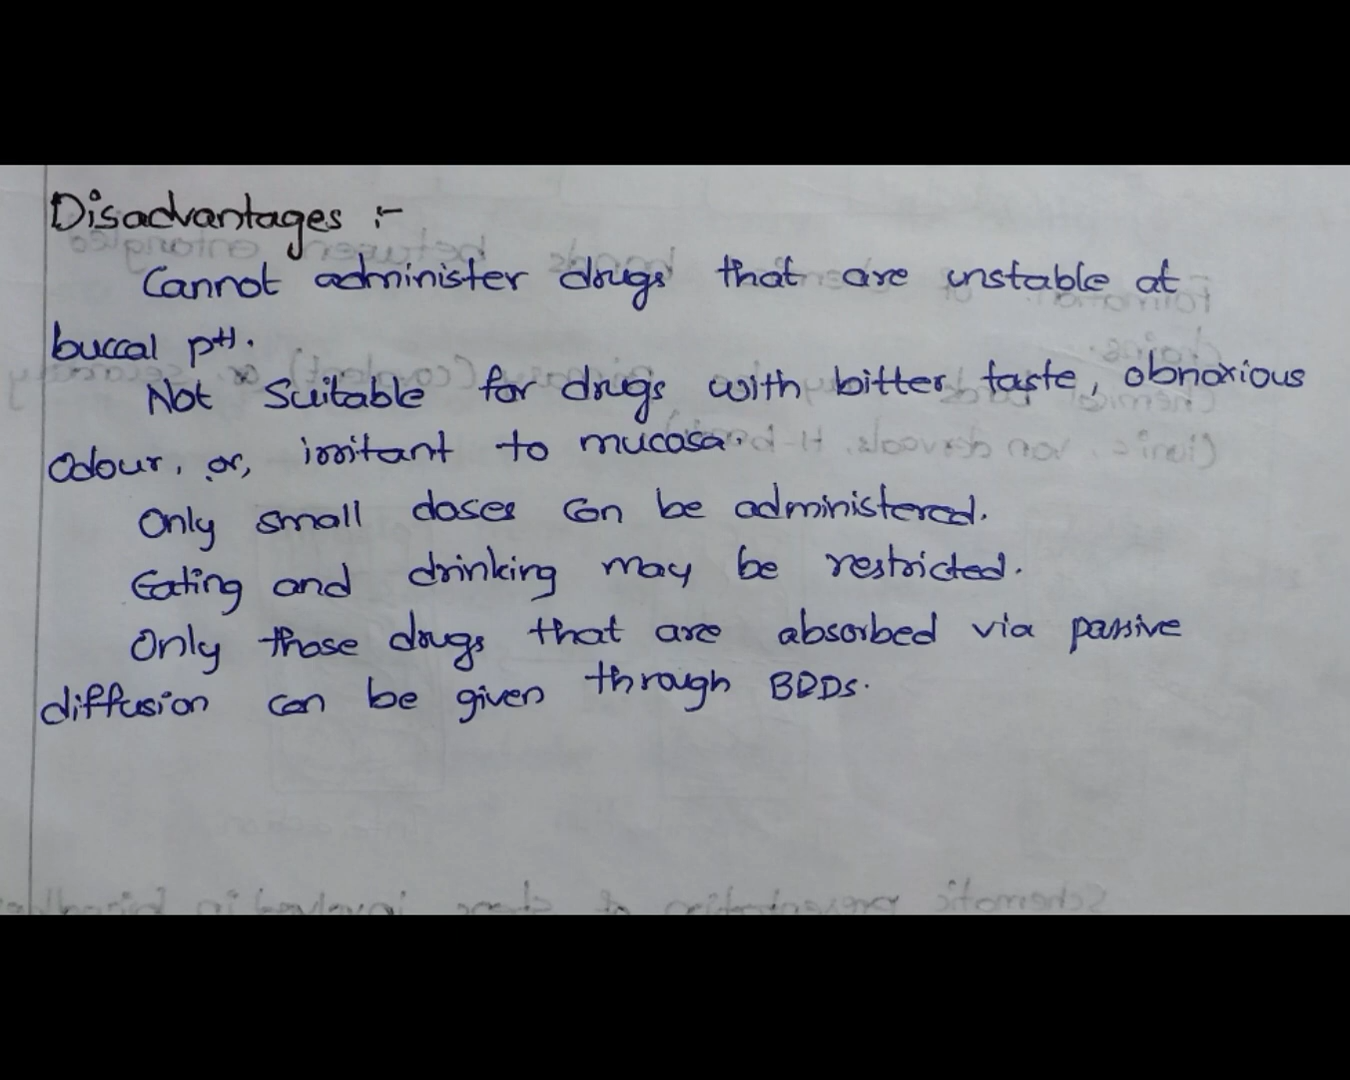 Disadvantages :-
Cannot administer drugs that are unstable at
buccal pH.
Not Suitable for drugs with bitter taste, obnoxious
Odour, or, irritant to mucosa.
Only small doses can be administered.
Eating and drinking may be restricted.
Only those drugs that are absorbed via passive
diffusion can be given through BDDs.